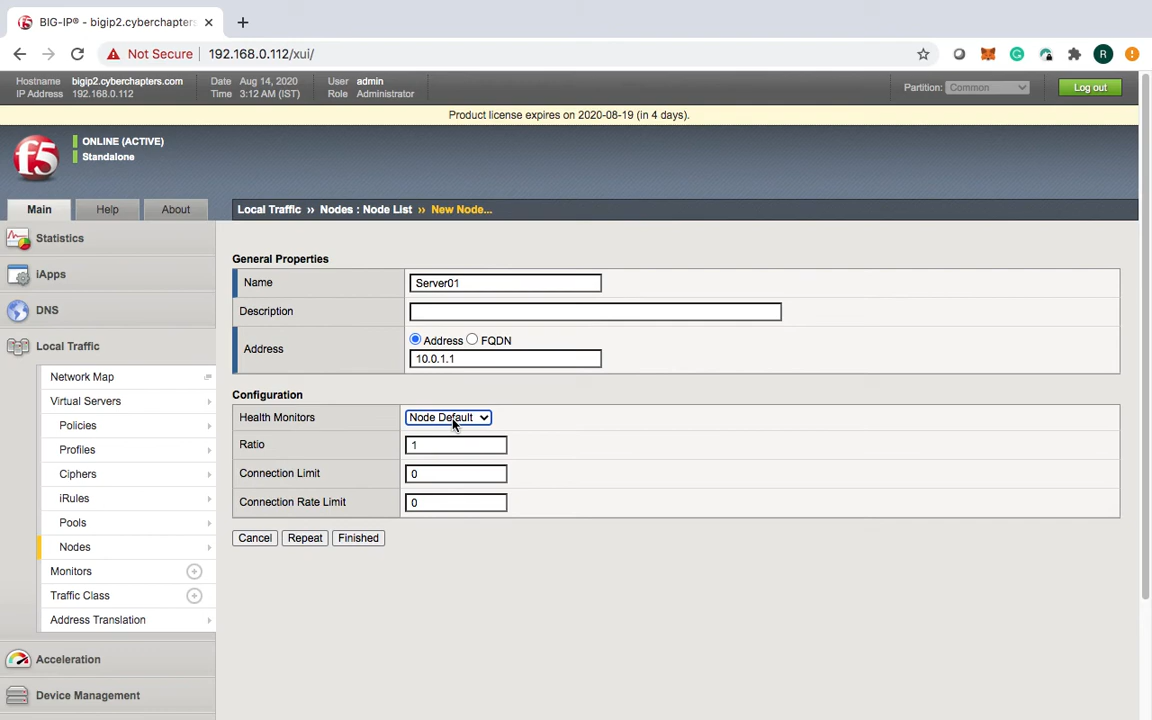 BIG-IP® - bigip2.cyberchapters
Not Secure 192.168.0.112/xui/
R
Hostname bigip2.cyberchapters.com Date Aug 14, 2020 User admin
IP Address 192.168.0.112 Time 3:12 AM (IST) Role Administrator
Partition: Common
Log out
Product license expires on 2020-08-19 (in 4 days).
f5
ONLINE (ACTIVE)
Standalone
Main Help About
Local Traffic ›› Nodes : Node List ›› New Node...
Statistics
iApps
DNS
Local Traffic
Network Map
Virtual Servers
Policies
Profiles
Ciphers
iRules
Pools
Nodes
Monitors
Traffic Class
Address Translation
Acceleration
Device Management
General Properties
Name Server01
Description
Address Address FQDN
10.0.1.1
Configuration
Health Monitors Node Default
Ratio 1
Connection Limit 0
Connection Rate Limit 0
Cancel Repeat Finished